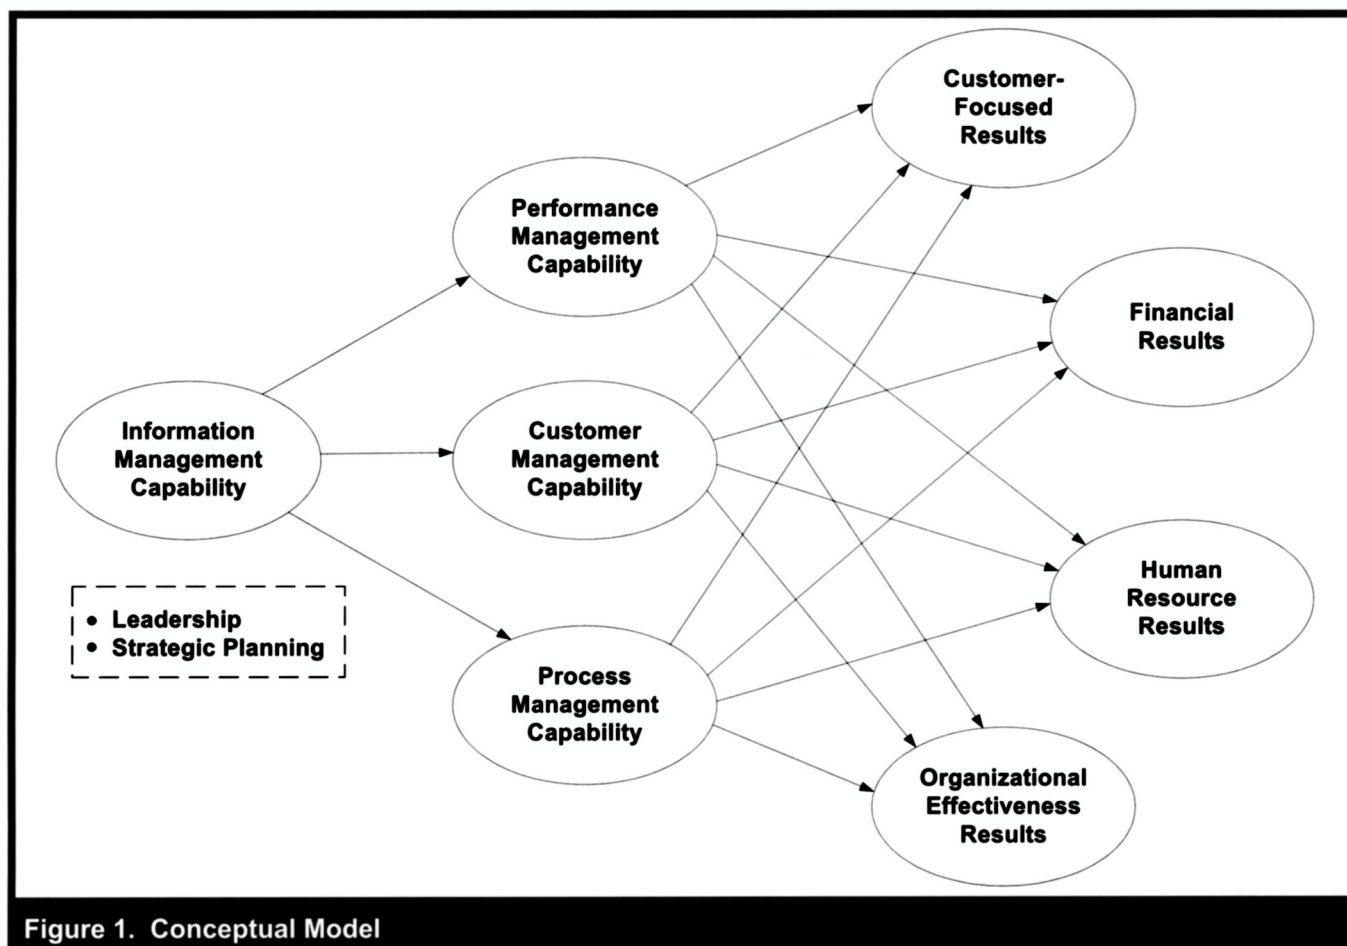 Customer-
Focused
Results
Performance
Management
Capability
Financial
Results
Information
Management
Capability
Customer
Management
Capability
• Leadership
• Strategic Planning
Human
Resource
Results
Process
Management
Capability
Organizational
Effectiveness
Results
Figure 1. Conceptual Model